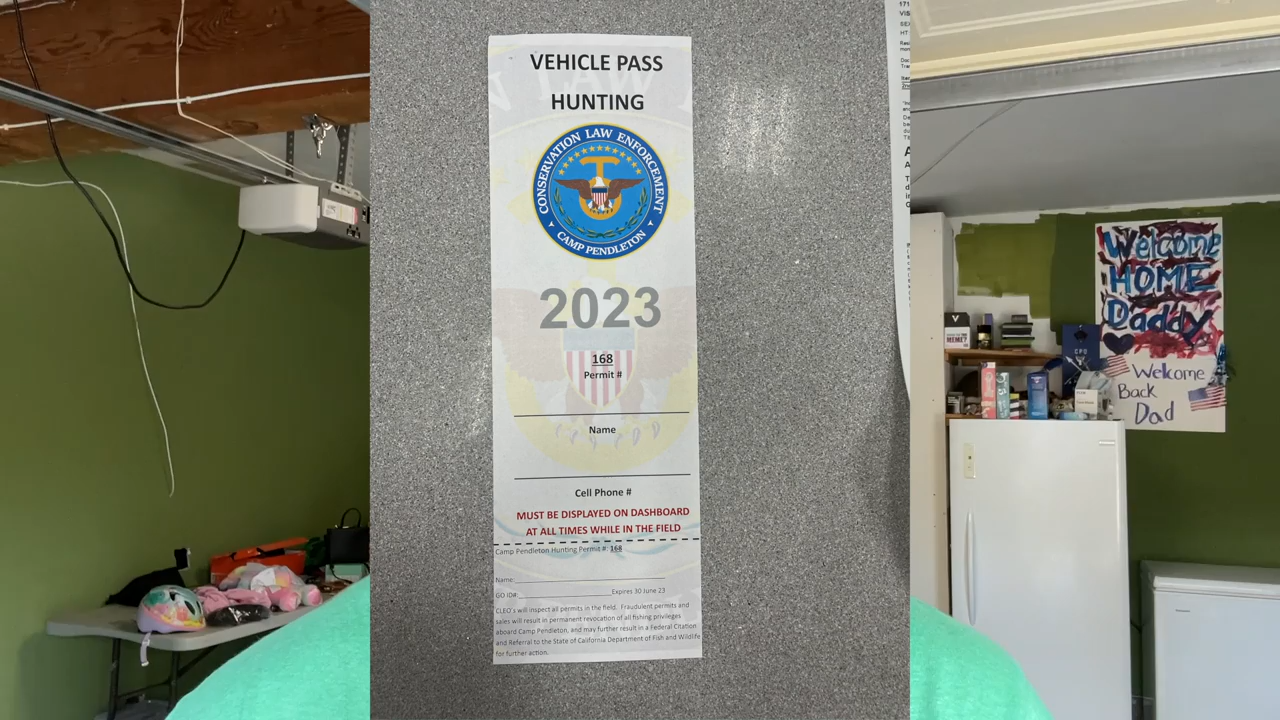 VEHICLE PASS
HUNTING
CONSERVATION LAW ENFORCEMENT
CAMP PENDLETON
2023
168
Permit #
Name
Cell Phone #
MUST BE DISPLAYED ON DASHBOARD
AT ALL TIMES WHILE IN THE FIELD
Camp Pendleton Hunting Permit #: 168
Name:
GO ID#: Expires 30 June 23
CLEO's will inspect all permits in the field. Fraudulent permits and
sales will result in permanent revocation of all fishing privileges
aboard Camp Pendleton, and may further result in a Federal Citation
and Referral to the State of California Department of Fish and Wildlife
for further action.
Welcome
HOME
Daddy
Welcome
Back
Dad
CPO